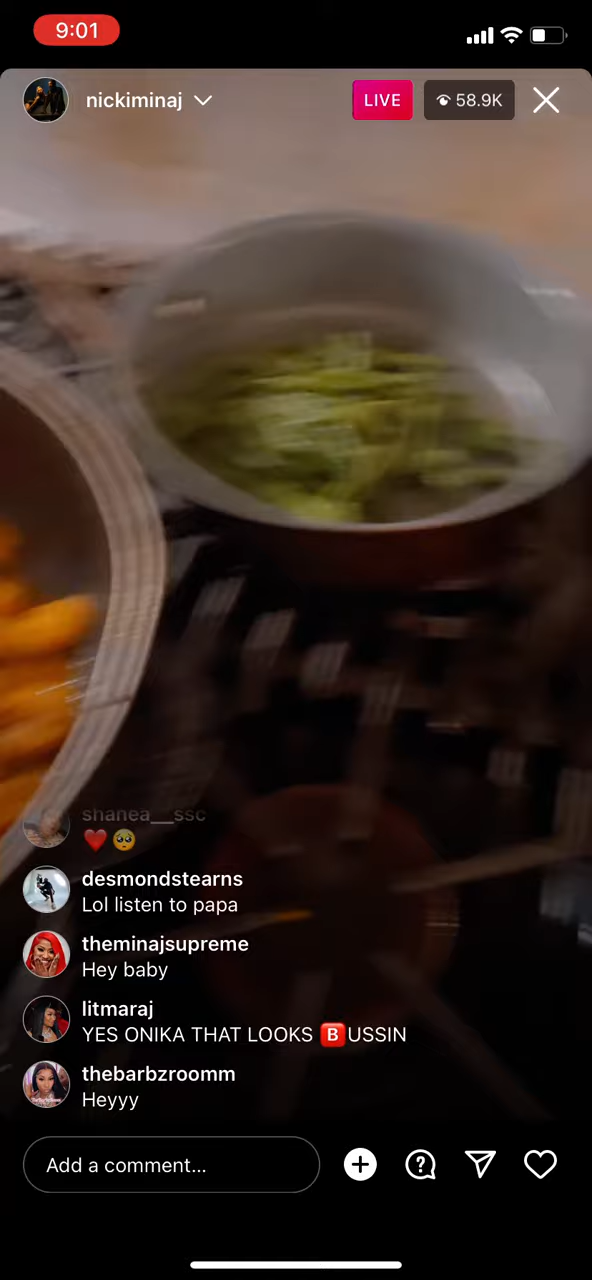 9:01
nickiminaj
LIVE
58.9K
shanea__ssc
❤️🥺
desmondstearns
Lol listen to papa
theminajsupreme
Hey baby
litmaraj
YES ONIKA THAT LOOKS 🅱️USSIN
thebarbzroomm
Heyyy
Add a comment...